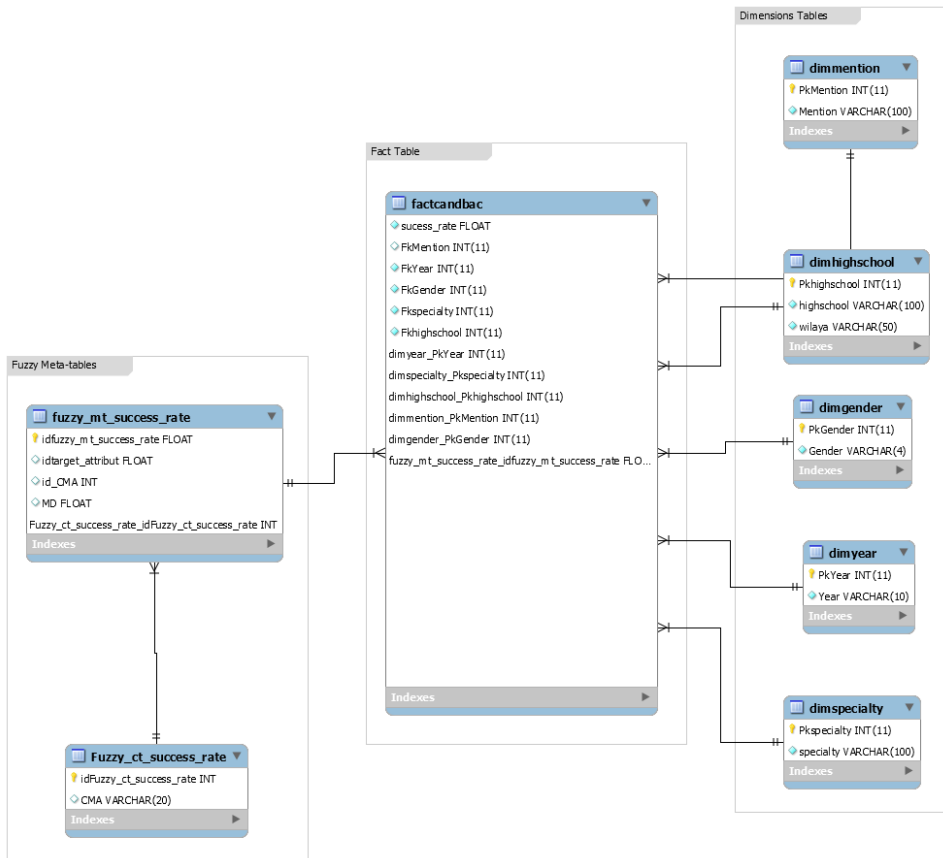 Dimensions Tables
dimmention
PkMention INT(11)
Mention VARCHAR(100)
Indexes
Fact Table
factcandbac
sucess_rate FLOAT
FkMention INT(11)
FkYear INT(11)
FkGender INT(11)
Fkspecialty INT(11)
Fkhighschool INT(11)
dimyear_PkYear INT(11)
dimspecialty_Pkspecialty INT(11)
dimhighschool_Pkhighschool INT(11)
dimmention_PkMention INT(11)
dimgender_PkGender INT(11)
fuzzy_mt_success_rate_idfuzzy_mt_success_rate FLO...
Indexes
dimhighschool
Pkhighschool INT(11)
highschool VARCHAR(100)
wilaya VARCHAR(50)
Indexes
dimgender
PkGender INT(11)
Gender VARCHAR(4)
Indexes
dimyear
PkYear INT(11)
Year VARCHAR(10)
Indexes
dimspecialty
Pkspecialty INT(11)
specialty VARCHAR(100)
Indexes
Fuzzy Meta-tables
fuzzy_mt_success_rate
idfuzzy_mt_success_rate FLOAT
idtarget_attribut FLOAT
id_CMA INT
MD FLOAT
Fuzzy_ct_success_rate_idFuzzy_ct_success_rate INT
Indexes
Fuzzy_ct_success_rate
idFuzzy_ct_success_rate INT
CMA VARCHAR(20)
Indexes